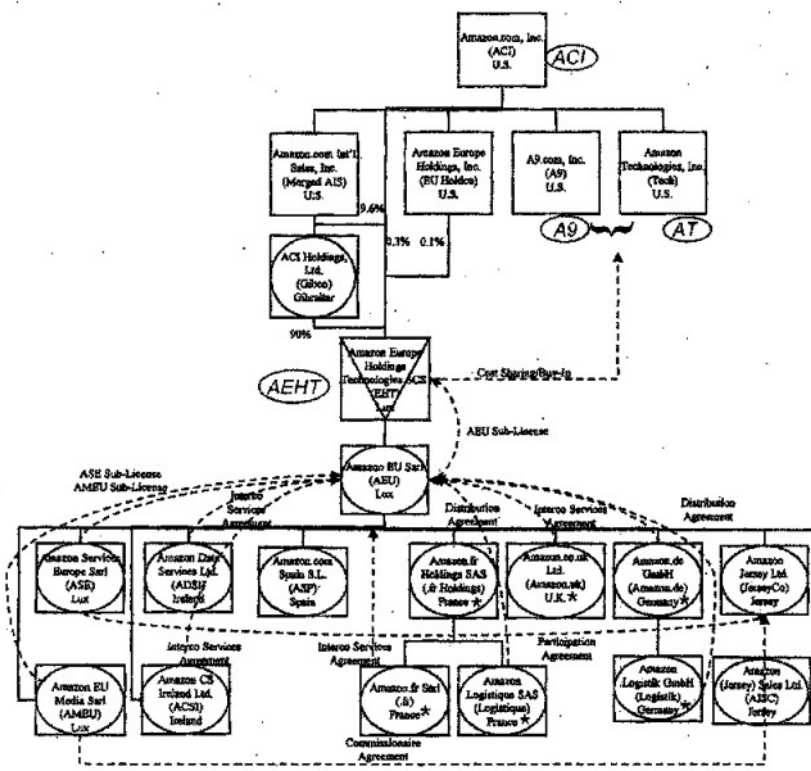 Amazon.com, Inc.
(ACI)
U.S.
ACI
Amazon.com Int'l
Sales, Inc.
(Merged AIS)
U.S.
Amazon Europe
Holdings, Inc.
(EU Holdco)
U.S.
A9.com, Inc.
(A9)
U.S.
Amazon
Technologies, Inc.
(Tech)
U.S.
9.6%
A9
AT
0.3%
0.1%
ACI Holdings,
Ltd.
(Gibco)
Gibraltar
90%
Amazon Europe
Holdings
Technologies SCS
(EHT)
Lux
AEHT
Cost Sharing/Buy-In
AEU Sub-License
Amazon EU Sarl
(AEU)
Lux
ASE Sub-License
AMEU Sub-License
Interco
Services
Agreement
Distribution
Agreement
Interco Services
Agreement
Distribution
Agreement
Amazon Services
Europe Sarl
(ASE)
Lux
Amazon Data
Services Ltd.
(ADSI)
Ireland
Amazon.com
Spain S.L.
(ASP)
Spain
Amazon.fr
Holdings SAS
(.fr Holdings)
France *
Amazon.co.uk
Ltd.
(Amazon.uk)
U.K. *
Amazon.de
GmbH
(Amazon.de)
Germany *
Amazon
Jersey Ltd.
(JerseyCo)
Jersey
Interco Services
Agreement
Interco Services
Agreement
Participation
Agreement
Amazon EU
Media Sarl
(AMEU)
Lux
Amazon CS
Ireland Ltd.
(ACSI)
Ireland
Amazon.fr Sarl
(.fr)
France *
Amazon
Logistique SAS
(Logistique)
France *
Amazon
Logistik GmbH
(Logistik)
Germany *
Amazon
(Jersey) Sales Ltd.
(AJSC)
Jersey
Commissionaire
Agreement